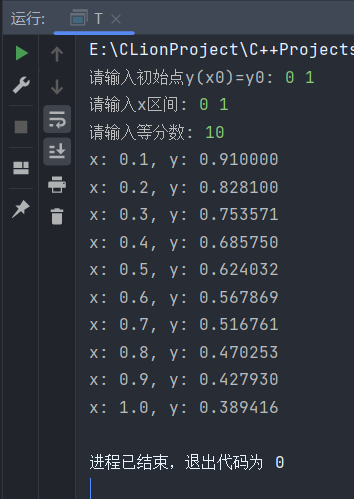 运行: T
E:\CLionProject\C++Projects
请输入初始点y(x0)=y0: 0 1
请输入x区间: 0 1
请输入等分数: 10
x: 0.1, y: 0.910000
x: 0.2, y: 0.828100
x: 0.3, y: 0.753571
x: 0.4, y: 0.685750
x: 0.5, y: 0.624032
x: 0.6, y: 0.567869
x: 0.7, y: 0.516761
x: 0.8, y: 0.470253
x: 0.9, y: 0.427930
x: 1.0, y: 0.389416
进程已结束，退出代码为 0